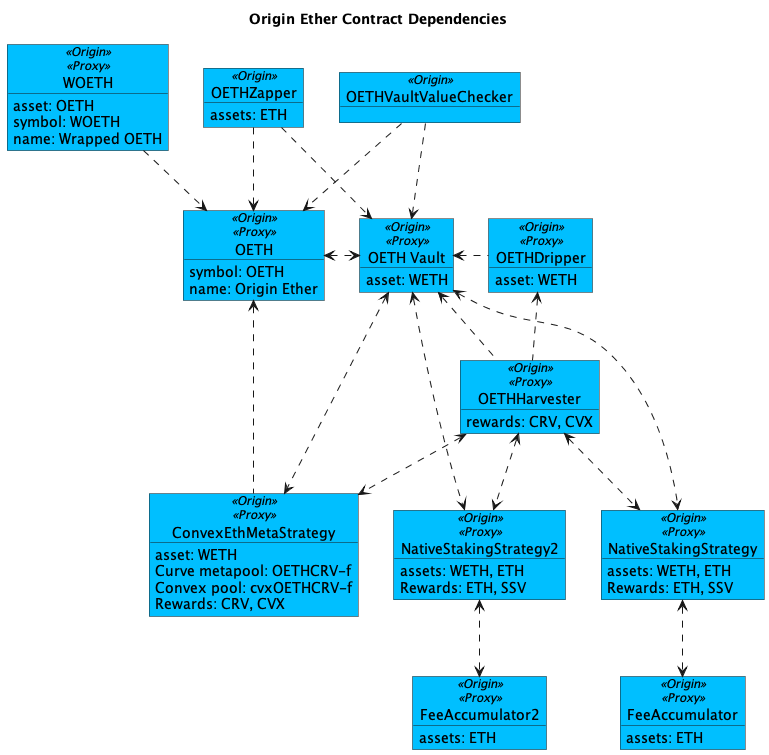 Origin Ether Contract Dependencies
«Origin»
«Proxy»
WOETH
asset: OETH
symbol: WOETH
name: Wrapped OETH
«Origin»
OETHZapper
assets: ETH
«Origin»
OETHVaultValueChecker
«Origin»
«Proxy»
OETH
symbol: OETH
name: Origin Ether
«Origin»
«Proxy»
OETH Vault
asset: WETH
«Origin»
«Proxy»
OETHDripper
asset: WETH
«Origin»
«Proxy»
OETHHarvester
rewards: CRV, CVX
«Origin»
«Proxy»
ConvexEthMetaStrategy
asset: WETH
Curve metapool: OETHCRV-f
Convex pool: cvxOETHCRV-f
Rewards: CRV, CVX
«Origin»
«Proxy»
NativeStakingStrategy2
assets: WETH, ETH
Rewards: ETH, SSV
«Origin»
«Proxy»
NativeStakingStrategy
assets: WETH, ETH
Rewards: ETH, SSV
«Origin»
«Proxy»
FeeAccumulator2
assets: ETH
«Origin»
«Proxy»
FeeAccumulator
assets: ETH